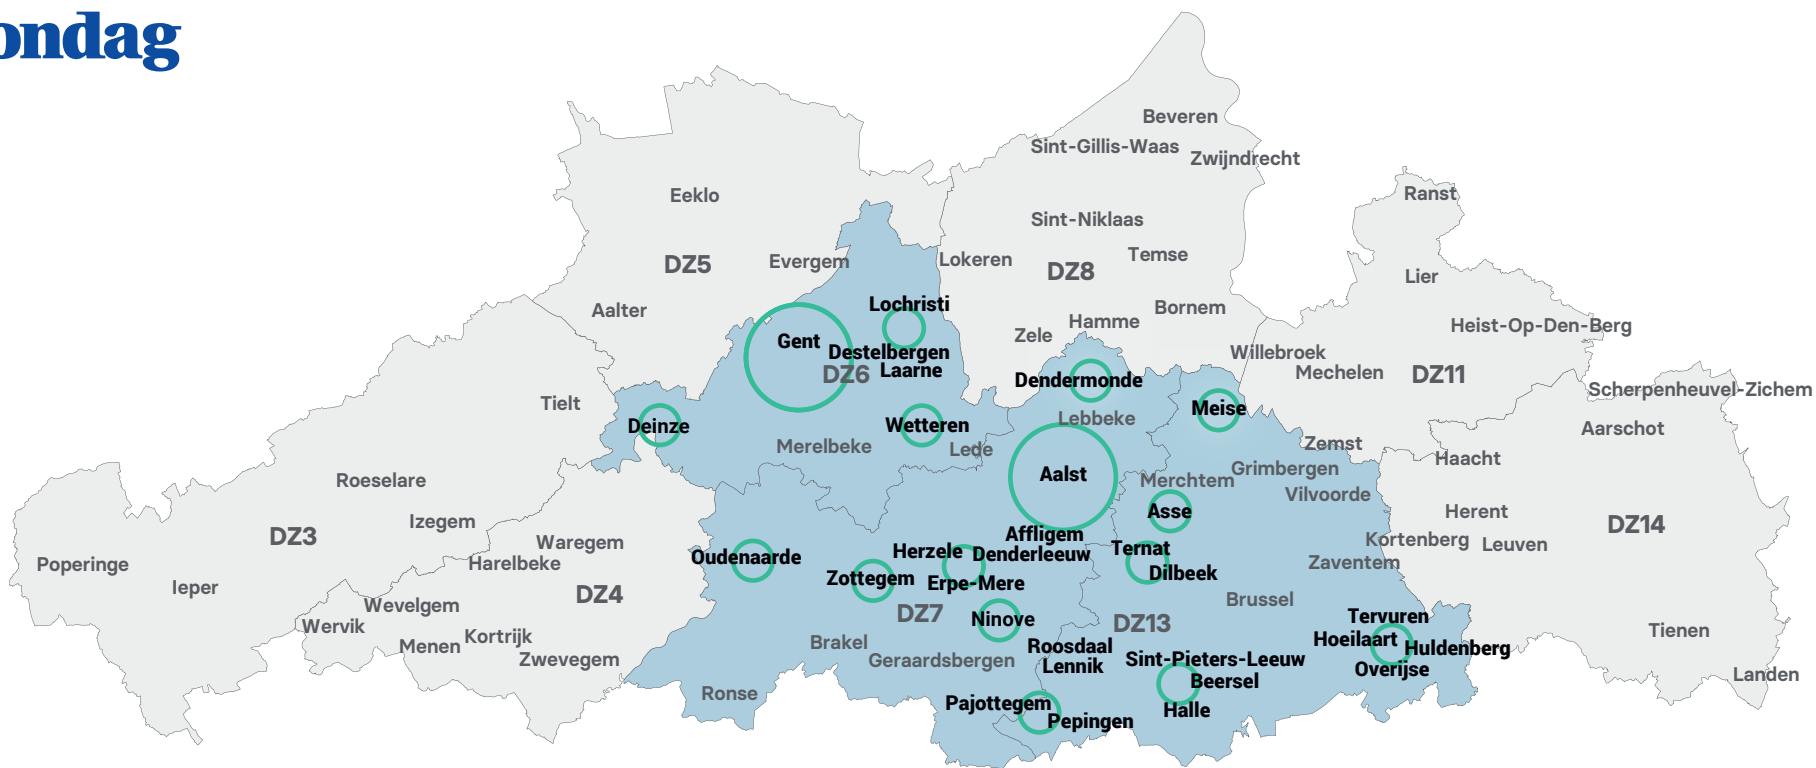 ondag
Beveren
Sint-Gillis-Waas
Zwijndrecht
Ranst
Eeklo
Sint-Niklaas
Temse
Evergem
Lokeren
DZ5
DZ8
Lier
Lochristi
Aalter
Bornem
Hamme
Heist-Op-Den-Berg
Zele
Gent
Destelbergen
Willebroek
DZ6
Laarne
Mechelen
DZ11
Dendermonde
Scherpenheuvel-Zichem
Tielt
Meise
Lebbeke
Deinze
Wetteren
Aarschot
Merelbeke
Lede
Zemst
Haacht
Grimbergen
Aalst
Roeselare
Merchtem
Vilvoorde
Asse
Herent
Izegem
DZ14
DZ3
Affligem
Waregem
Kortenberg
Leuven
Herzele
Denderleeuw
Ternat
Oudenaarde
Poperinge
Harelbeke
Zaventem
Dilbeek
Zottegem
Erpe-Mere
Ieper
DZ4
Brussel
Wevelgem
DZ7
Ninove
DZ13
Tervuren
Wervik
Kortrijk
Tienen
Hoeilaart
Brakel
Menen
Roosdaal
Huldenberg
Zwevegem
Geraardsbergen
Lennik
Sint-Pieters-Leeuw
Overijse
Landen
Beersel
Ronse
Pajottegem
Halle
Pepingen